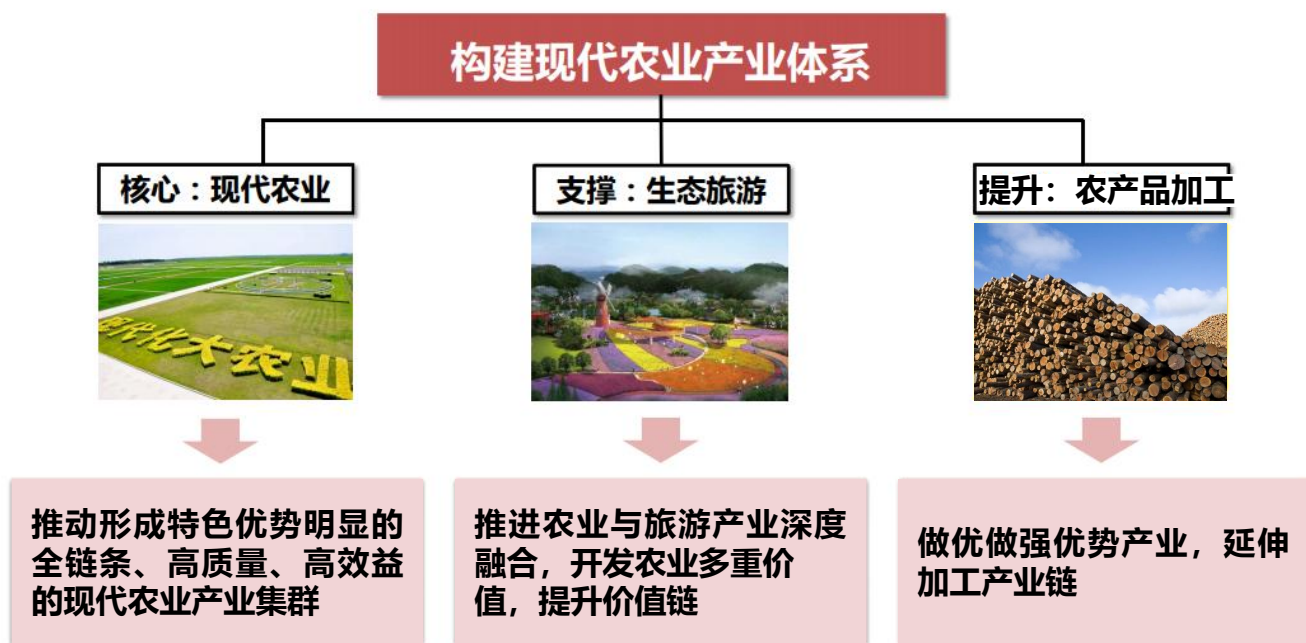 构建现代农业产业体系
核心：现代农业
支撑：生态旅游
提升：农产品加工
现代化大农业
推动形成特色优势明显的
全链条、高质量、高效益
的现代农业产业集群
推进农业与旅游产业深度
融合，开发农业多重价
值，提升价值链
做优做强优势产业，延伸
加工产业链